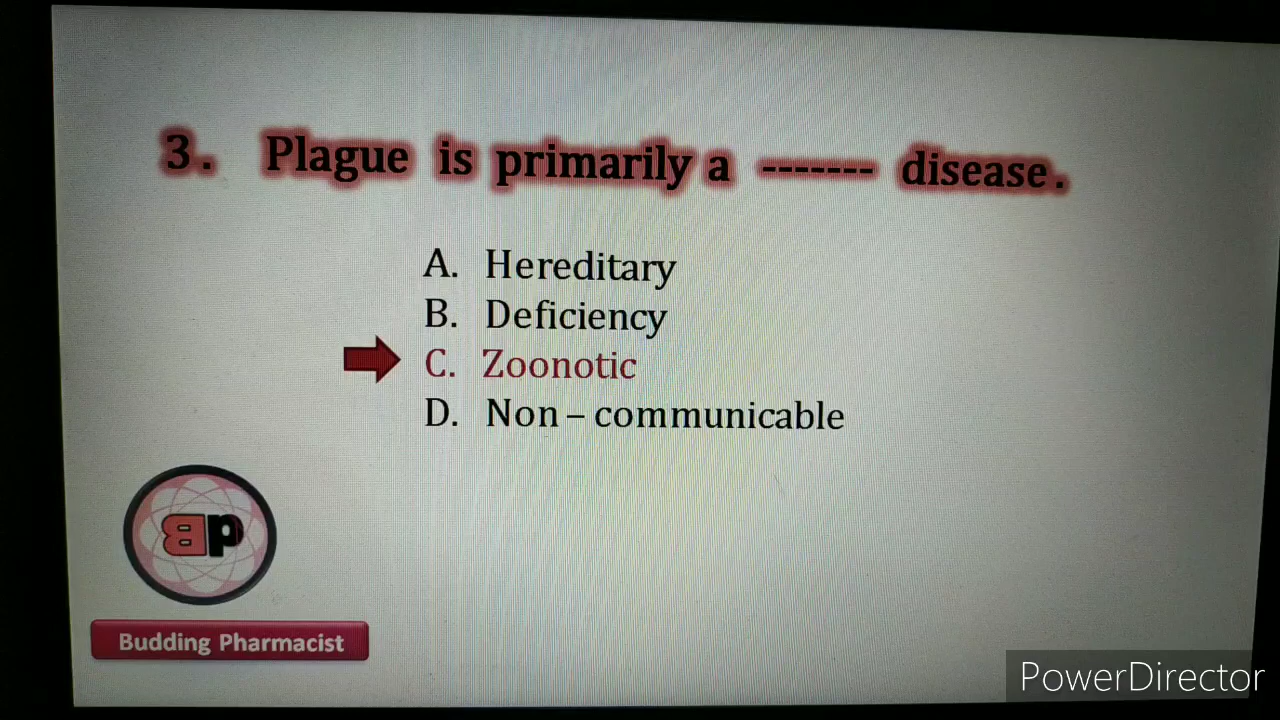 3. Plague is primarily a ------- disease.
A. Hereditary
B. Deficiency
C. Zoonotic
D. Non – communicable
Bp
Budding Pharmacist
PowerDirector